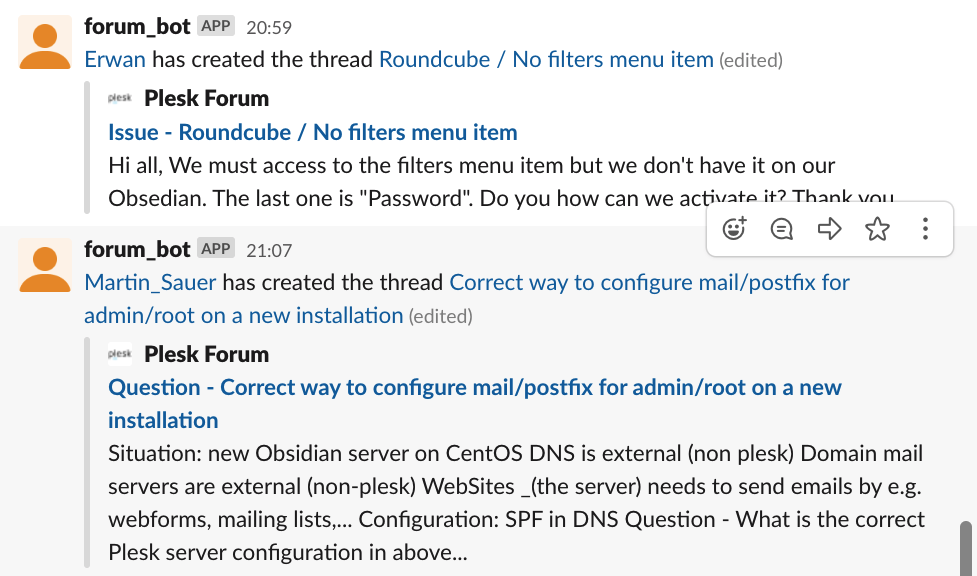 forum_bot APP 20:59
Erwan has created the thread Roundcube / No filters menu item (edited)
plesk Plesk Forum
Issue - Roundcube / No filters menu item
Hi all, We must access to the filters menu item but we don't have it on our
Obsedian. The last one is "Password". Do you how can we activate it? Thank you
forum_bot APP 21:07
Martin_Sauer has created the thread Correct way to configure mail/postfix for
admin/root on a new installation (edited)
plesk Plesk Forum
Question - Correct way to configure mail/postfix for admin/root on a new
installation
Situation: new Obsidian server on CentOS DNS is external (non plesk) Domain mail
servers are external (non-plesk) WebSites _(the server) needs to send emails by e.g.
webforms, mailing lists,... Configuration: SPF in DNS Question - What is the correct
Plesk server configuration in above...